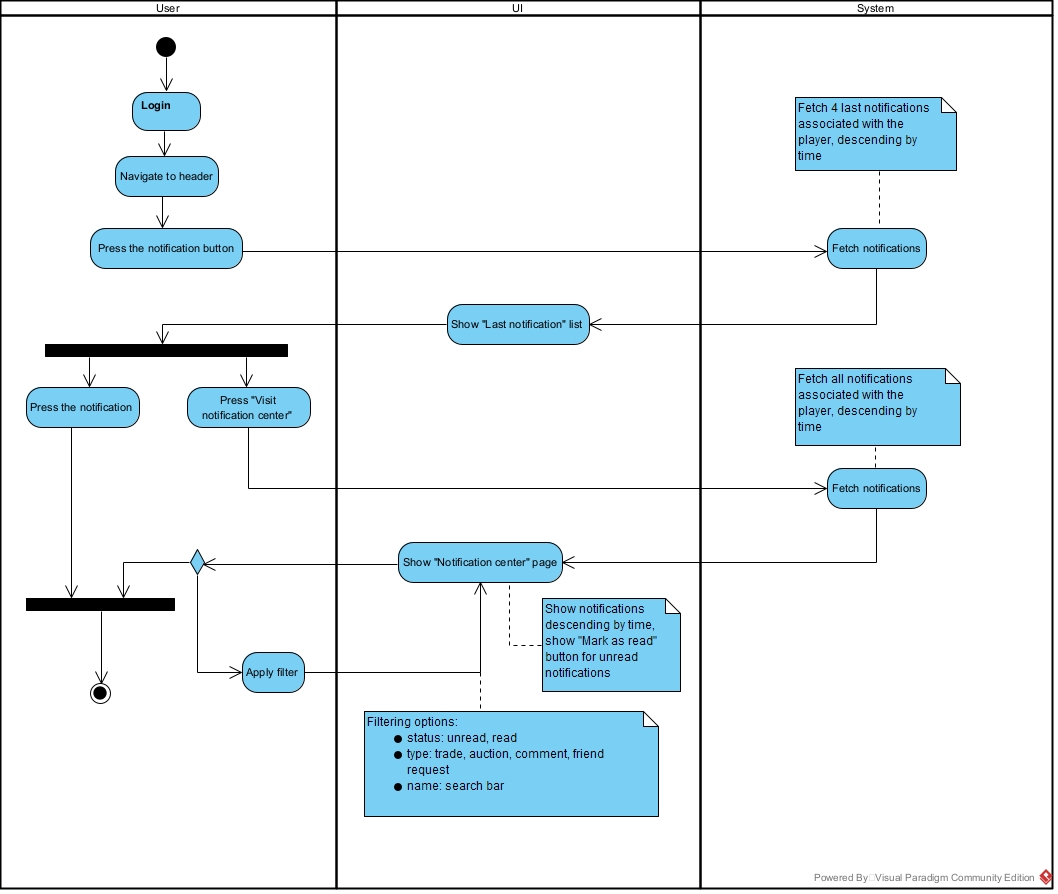 User
UI
System
Login
Fetch 4 last notifications
associated with the
player, descending by
time
Navigate to header
Press the notification button
Fetch notifications
Show "Last notification" list
Press the notification
Press "Visit
notification center"
Fetch all notifications
associated with the
player, descending by
time
Fetch notifications
Show "Notification center" page
Show notifications
descending by time,
show "Mark as read"
button for unread
notifications
Apply filter
Filtering options:
● status: unread, read
● type: trade, auction, comment, friend
request
● name: search bar
Powered By Visual Paradigm Community Edition